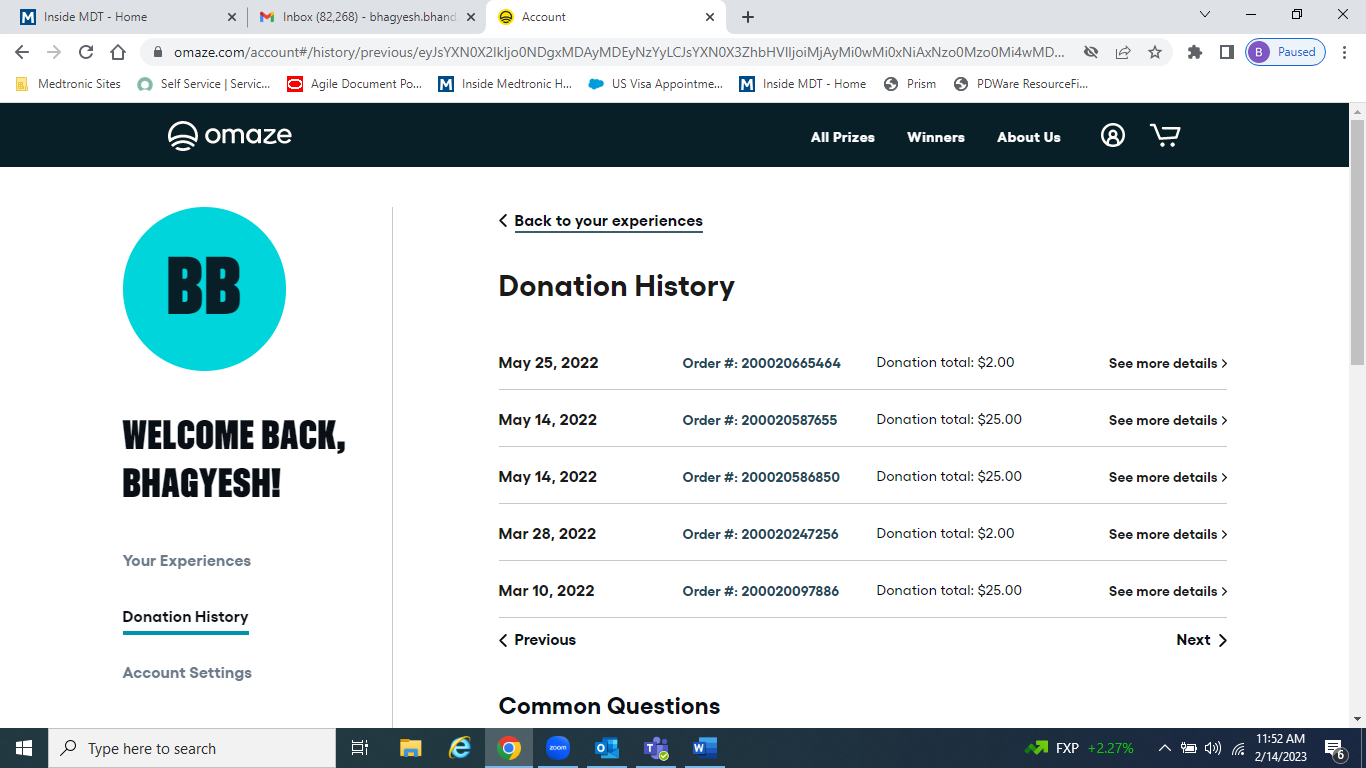 Inside MDT - Home
Inbox (82,268) - bhagyesh.bhand
Account
omaze.com/account#/history/previous/eyJsYXN0X2lkIjo0NDgxMDAyMDEyNzYyLCJsYXN0X3ZhbHVlIjoiMjAyMi0wMi0xNiAxNzo0Mzo0Mi4wMD...
B Paused
Medtronic Sites
Self Service | Servic...
Agile Document Po...
Inside Medtronic H...
US Visa Appointme...
Inside MDT - Home
Prism
PDWare ResourceFi...
omaze
All Prizes
Winners
About Us
BB
WELCOME BACK,
BHAGYESH!
Your Experiences
Donation History
Account Settings
Back to your experiences
Donation History
May 25, 2022 Order #: 200020665464 Donation total: $2.00 See more details
May 14, 2022 Order #: 200020587655 Donation total: $25.00 See more details
May 14, 2022 Order #: 200020586850 Donation total: $25.00 See more details
Mar 28, 2022 Order #: 200020247256 Donation total: $2.00 See more details
Mar 10, 2022 Order #: 200020097886 Donation total: $25.00 See more details
Previous
Next
Common Questions
Type here to search
zoom
FXP +2.27%
11:52 AM
2/14/2023
6